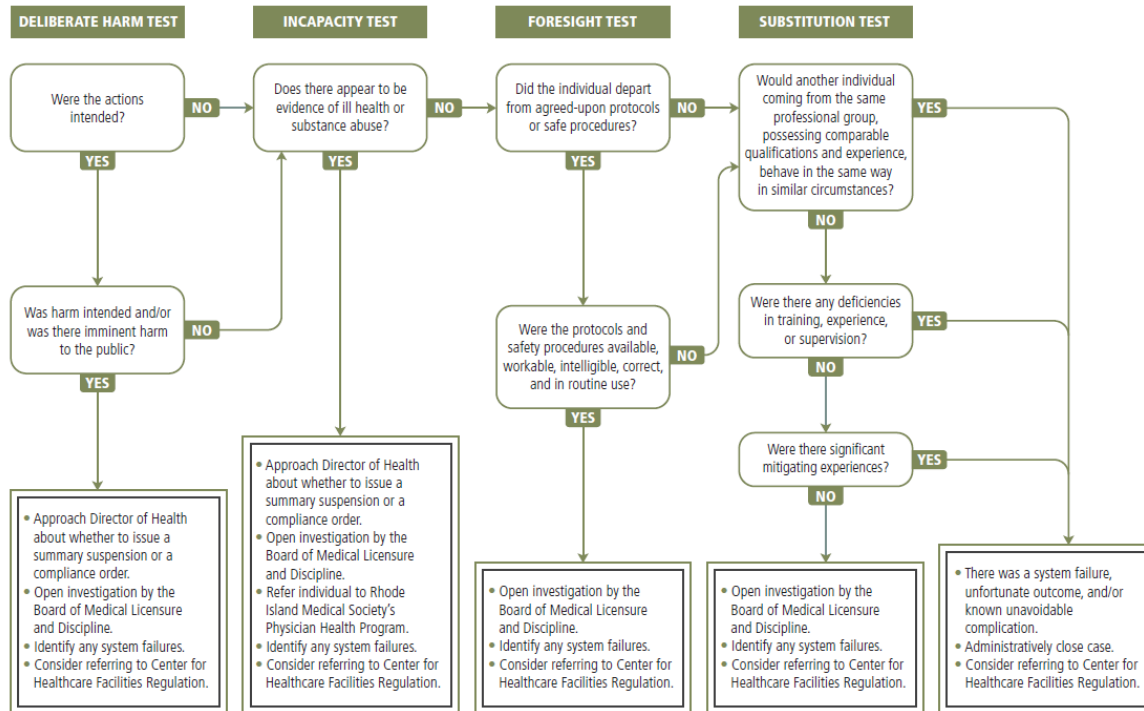 DELIBERATE HARM TEST
INCAPACITY TEST
FORESIGHT TEST
SUBSTITUTION TEST
Were the actions
intended?
NO
YES
Was harm intended and/or
was there imminent harm
to the public?
NO
YES
• Approach Director of Health
about whether to issue a
summary suspension or a
compliance order.
• Open investigation by the
Board of Medical Licensure
and Discipline.
• Identify any system failures.
• Consider referring to Center for
Healthcare Facilities Regulation.
Does there appear to be
evidence of ill health or
substance abuse?
NO
YES
• Approach Director of Health
about whether to issue a
summary suspension or a
compliance order.
• Open investigation by the
Board of Medical Licensure
and Discipline.
• Refer individual to Rhode
Island Medical Society's
Physician Health Program.
• Identify any system failures.
• Consider referring to Center for
Healthcare Facilities Regulation.
Did the individual depart
from agreed-upon protocols
or safe procedures?
NO
YES
Were the protocols and
safety procedures available,
workable, intelligible, correct,
and in routine use?
NO
YES
• Open investigation by the
Board of Medical Licensure
and Discipline.
• Identify any system failures.
• Consider referring to Center for
Healthcare Facilities Regulation.
Would another individual
coming from the same
professional group,
possessing comparable
qualifications and experience,
behave in the same way
in similar circumstances?
YES
NO
Were there any deficiencies
in training, experience,
or supervision?
YES
NO
Were there significant
mitigating experiences?
YES
NO
• Open investigation by the
Board of Medical Licensure
and Discipline.
• Identify any system failures.
• Consider referring to Center for
Healthcare Facilities Regulation.
• There was a system failure,
unfortunate outcome, and/or
known unavoidable
complication.
• Administratively close case.
• Consider referring to Center for
Healthcare Facilities Regulation.